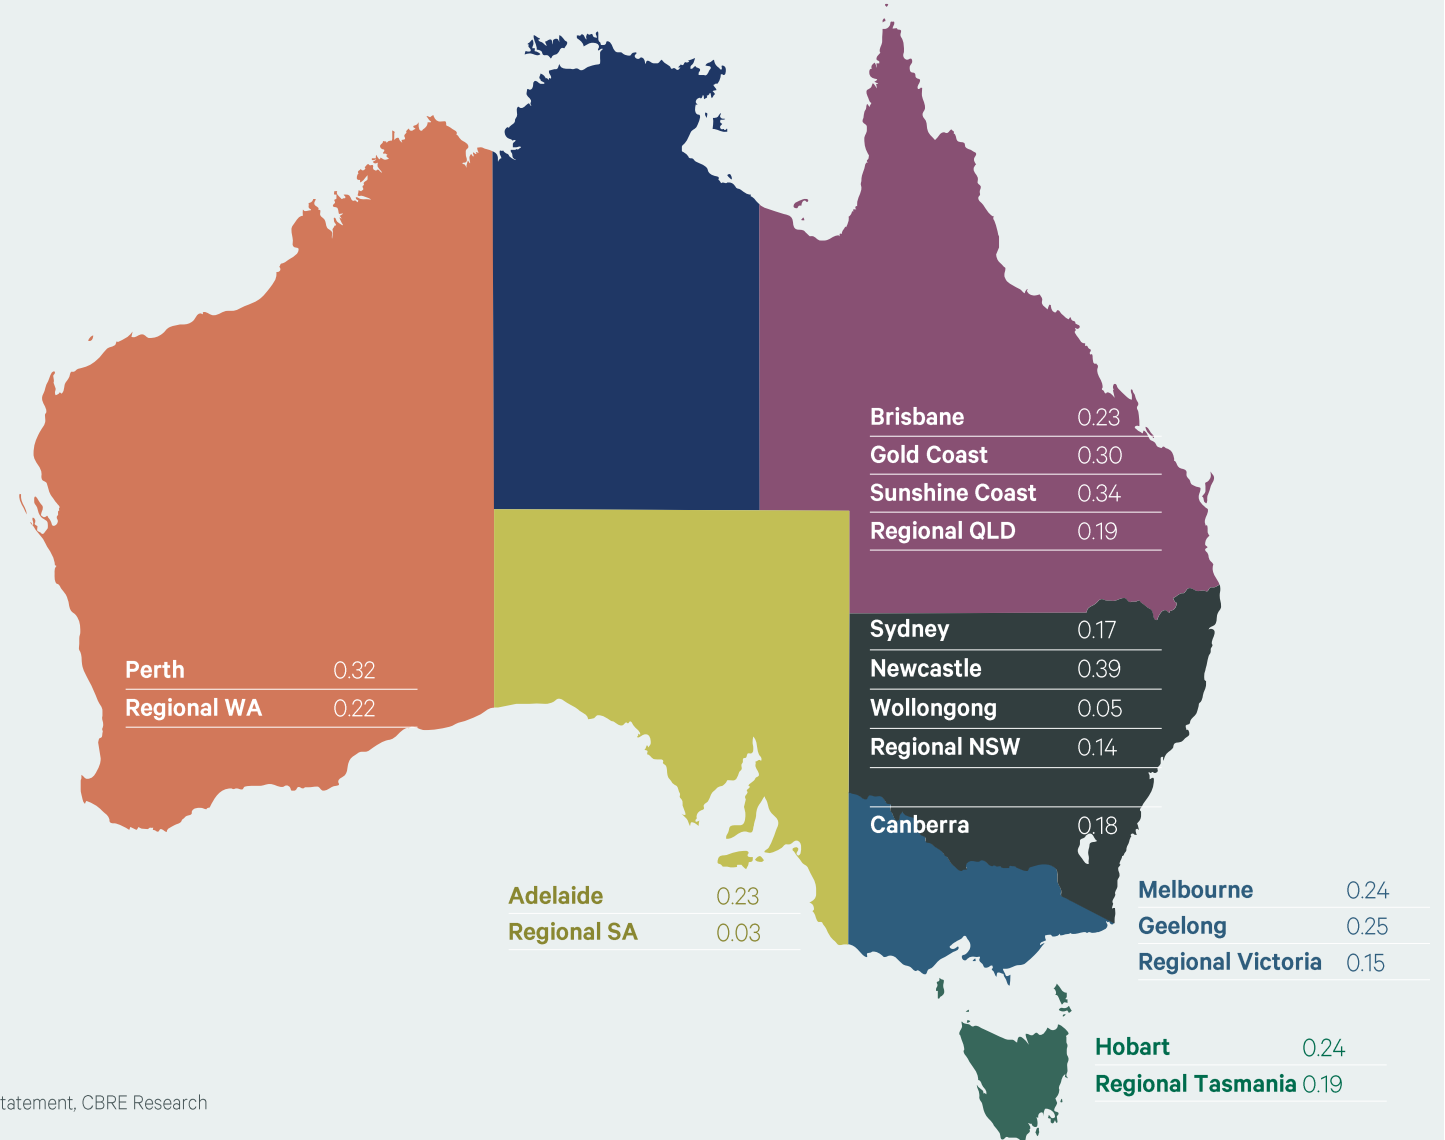 Brisbane 0.23
Gold Coast 0.30
Sunshine Coast 0.34
Regional QLD 0.19
Sydney 0.17
Newcastle 0.39
Wollongong 0.05
Regional NSW 0.14
Canberra 0.18
Perth 0.32
Regional WA 0.22
Adelaide 0.23
Regional SA 0.03
Melbourne 0.24
Geelong 0.25
Regional Victoria 0.15
Hobart 0.24
Regional Tasmania 0.19
tatement, CBRE Research